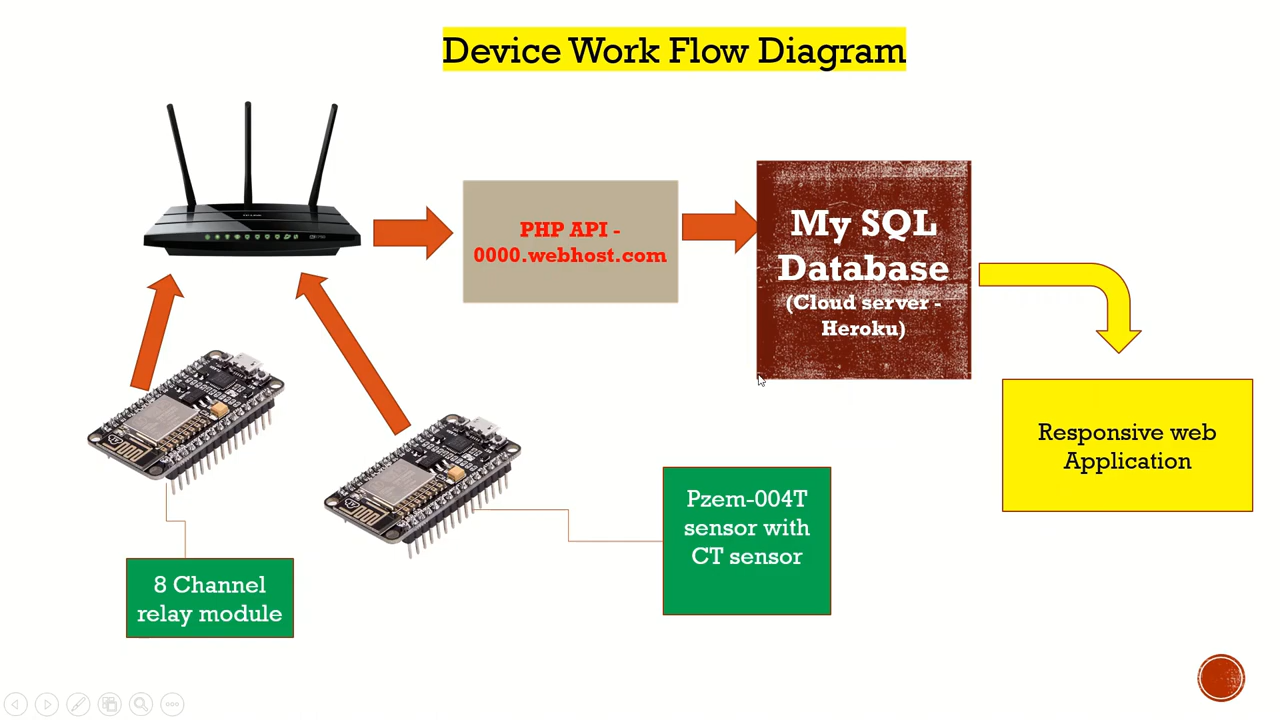 Device Work Flow Diagram
PHP API -
0000.webhost.com
My SQL
Database
(Cloud server -
Heroku)
Responsive web
Application
Pzem-004T
sensor with
CT sensor
8 Channel
relay module